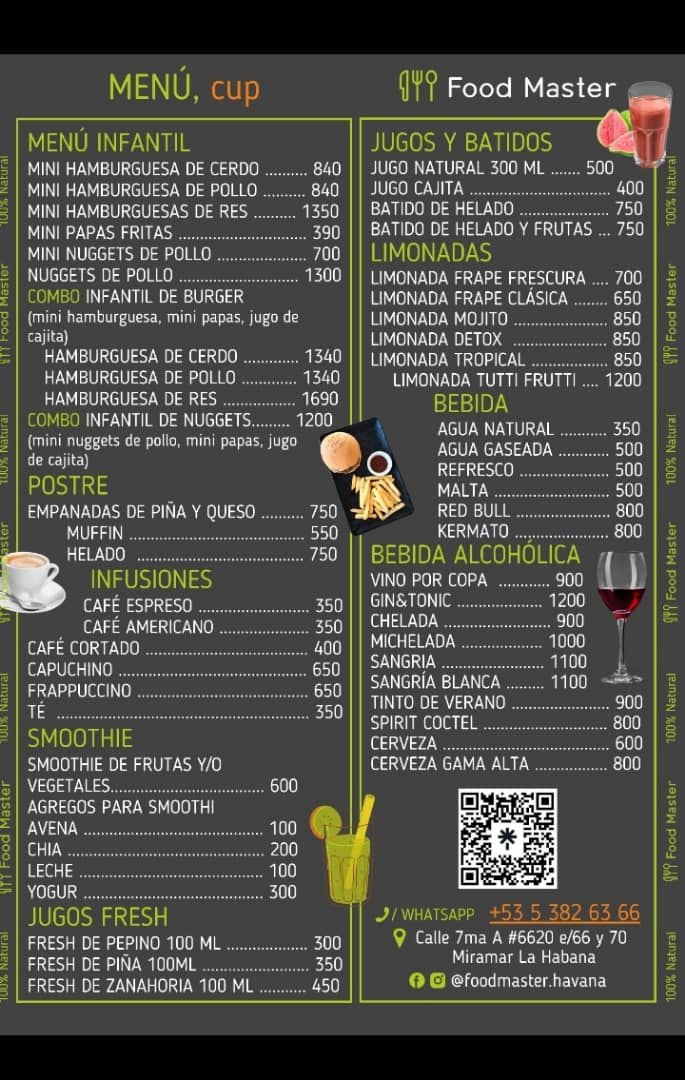 MENÚ, cup
MENÚ INFANTIL
MINI HAMBURGUESA DE CERDO .......... 840
MINI HAMBURGUESA DE POLLO .......... 840
MINI HAMBURGUESAS DE RES .......... 1350
MINI PAPAS FRITAS .......... 390
MINI NUGGETS DE POLLO .......... 700
NUGGETS DE POLLO .......... 1300
COMBO INFANTIL DE BURGER
(mini hamburguesa, mini papas, jugo de
cajita)
HAMBURGUESA DE CERDO .......... 1340
HAMBURGUESA DE POLLO .......... 1340
HAMBURGUESA DE RES .......... 1690
COMBO INFANTIL DE NUGGETS......... 1200
(mini nuggets de pollo, mini papas, jugo
de cajita)
POSTRE
EMPANADAS DE PIÑA Y QUESO .......... 750
MUFFIN .......... 550
HELADO .......... 750
INFUSIONES
CAFÉ ESPRESO .......... 350
CAFÉ AMERICANO .......... 350
CAFÉ CORTADO .......... 400
CAPUCHINO .......... 650
FRAPPUCCINO .......... 650
TÉ .......... 350
SMOOTHIE
SMOOTHIE DE FRUTAS Y/O
VEGETALES.......... 600
AGREGOS PARA SMOOTHI
AVENA .......... 100
CHIA .......... 200
LECHE .......... 100
YOGUR .......... 300
JUGOS FRESH
FRESH DE PEPINO 100 ML .......... 300
FRESH DE PIÑA 100ML .......... 350
FRESH DE ZANAHORIA 100 ML .......... 450
Food Master
JUGOS Y BATIDOS
JUGO NATURAL 300 ML ....... 500
JUGO CAJITA .......... 400
BATIDO DE HELADO .......... 750
BATIDO DE HELADO Y FRUTAS ... 750
LIMONADAS
LIMONADA FRAPE FRESCURA .... 700
LIMONADA FRAPE CLÁSICA ........ 650
LIMONADA MOJITO .......... 850
LIMONADA DETOX .......... 850
LIMONADA TROPICAL .......... 850
LIMONADA TUTTI FRUTTI .... 1200
BEBIDA
AGUA NATURAL .......... 350
AGUA GASEADA .......... 500
REFRESCO .......... 500
MALTA .......... 500
RED BULL .......... 800
KERMATO .......... 800
BEBIDA ALCOHÓLICA
VINO POR COPA .......... 900
GIN&TONIC .......... 1200
CHELADA .......... 900
MICHELADA .......... 1000
SANGRIA .......... 1100
SANGRÍA BLANCA ......... 1100
TINTO DE VERANO .......... 900
SPIRIT COCTEL .......... 800
CERVEZA .......... 600
CERVEZA GAMA ALTA .......... 800
/ WHATSAPP +53 5 382 63 66
Calle 7ma A #6620 e/66 y 70
Miramar La Habana
@foodmaster.havana
100% Natural
Food Master
100% Natural
Food Master
100% Natural
Food Master
100% Natural
100% Natural
Food Master
100% Natural
Food Master
100% Natural
Food Master
100% Natural